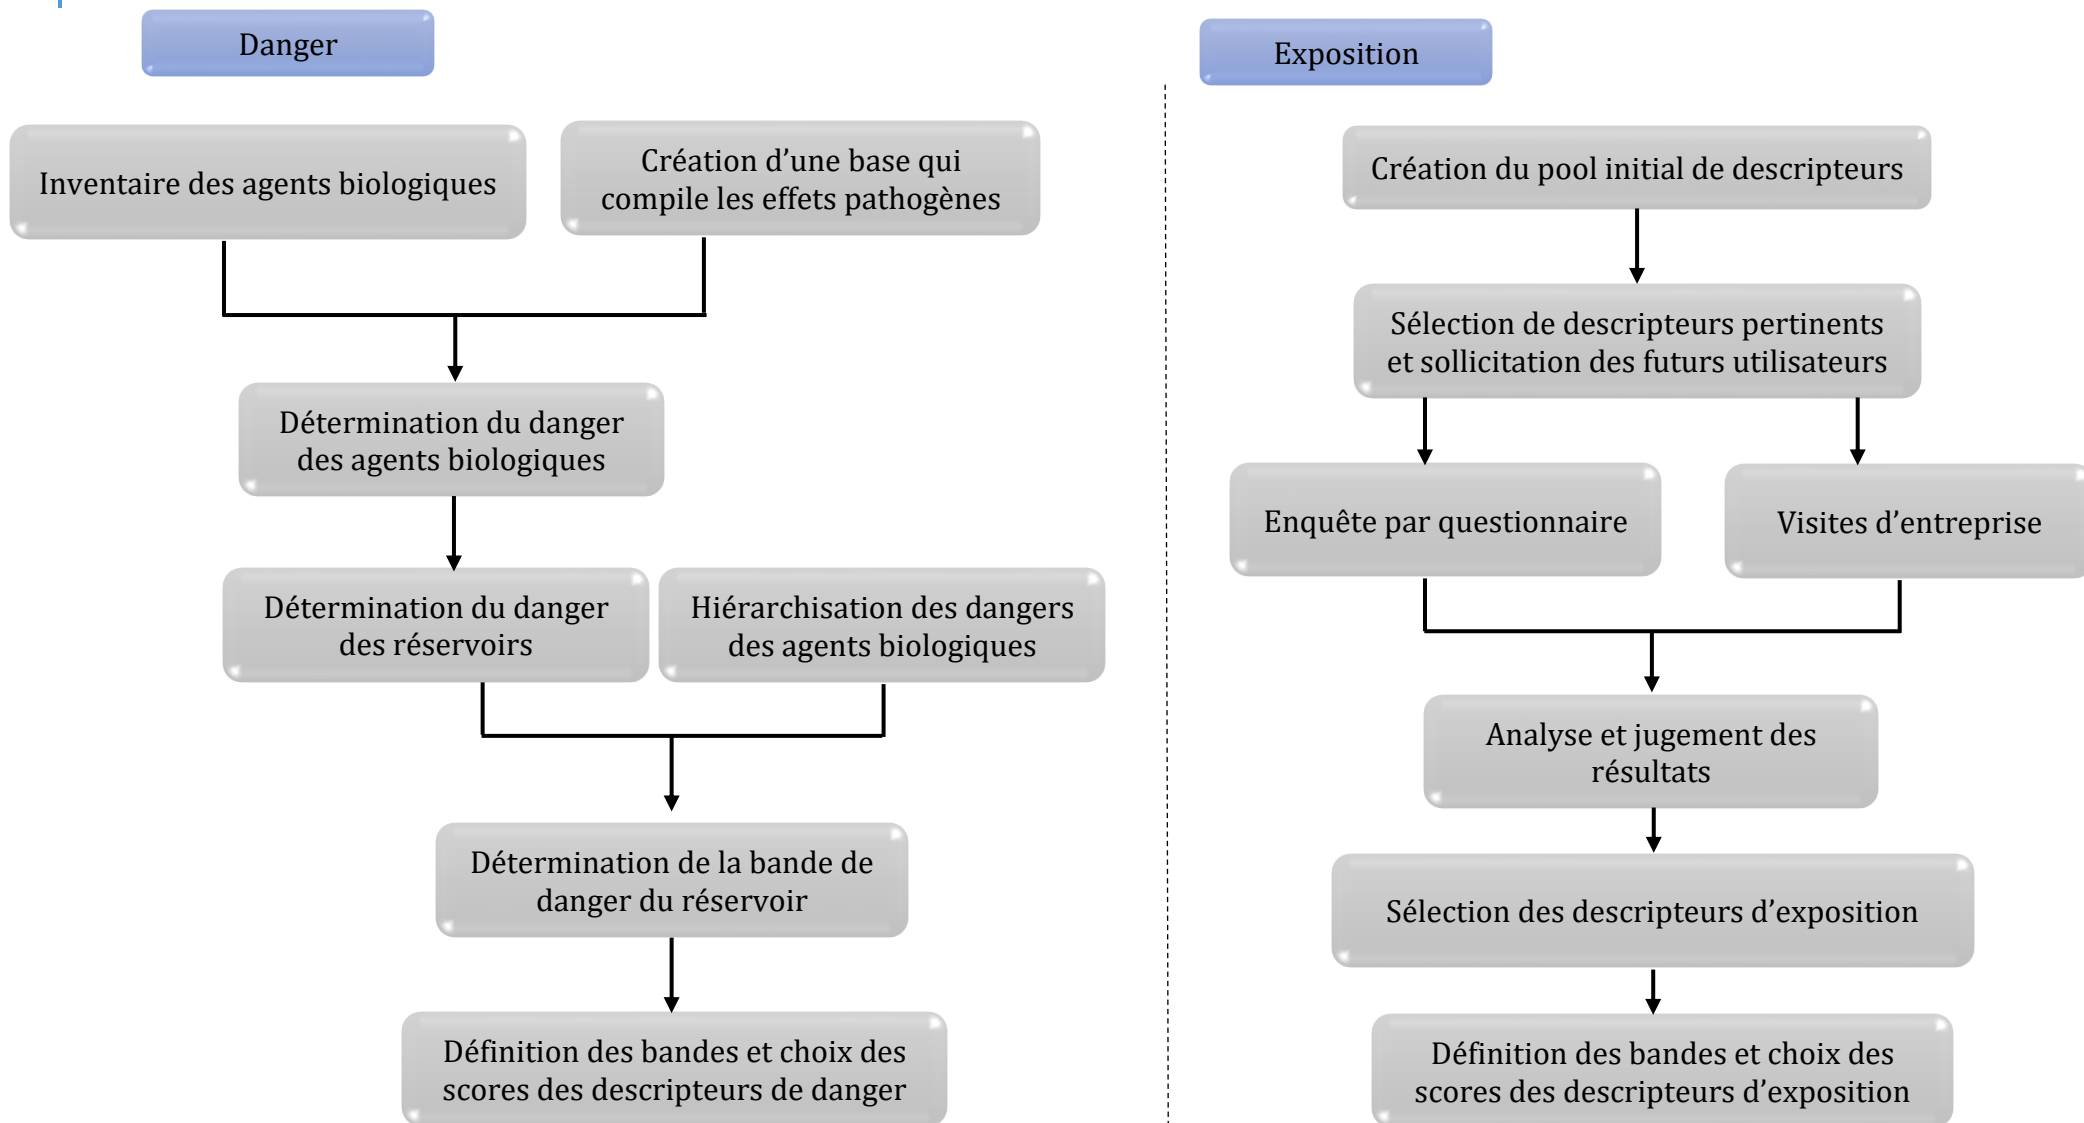 Danger
Inventaire des agents biologiques
Création d’une base qui
compile les effets pathogènes
Détermination du danger
des agents biologiques
Détermination du danger
des réservoirs
Hiérarchisation des dangers
des agents biologiques
Détermination de la bande de
danger du réservoir
Définition des bandes et choix des
scores des descripteurs de danger
Exposition
Création du pool initial de descripteurs
Sélection de descripteurs pertinents
et sollicitation des futurs utilisateurs
Enquête par questionnaire
Visites d’entreprise
Analyse et jugement des
résultats
Sélection des descripteurs d’exposition
Définition des bandes et choix des
scores des descripteurs d’exposition